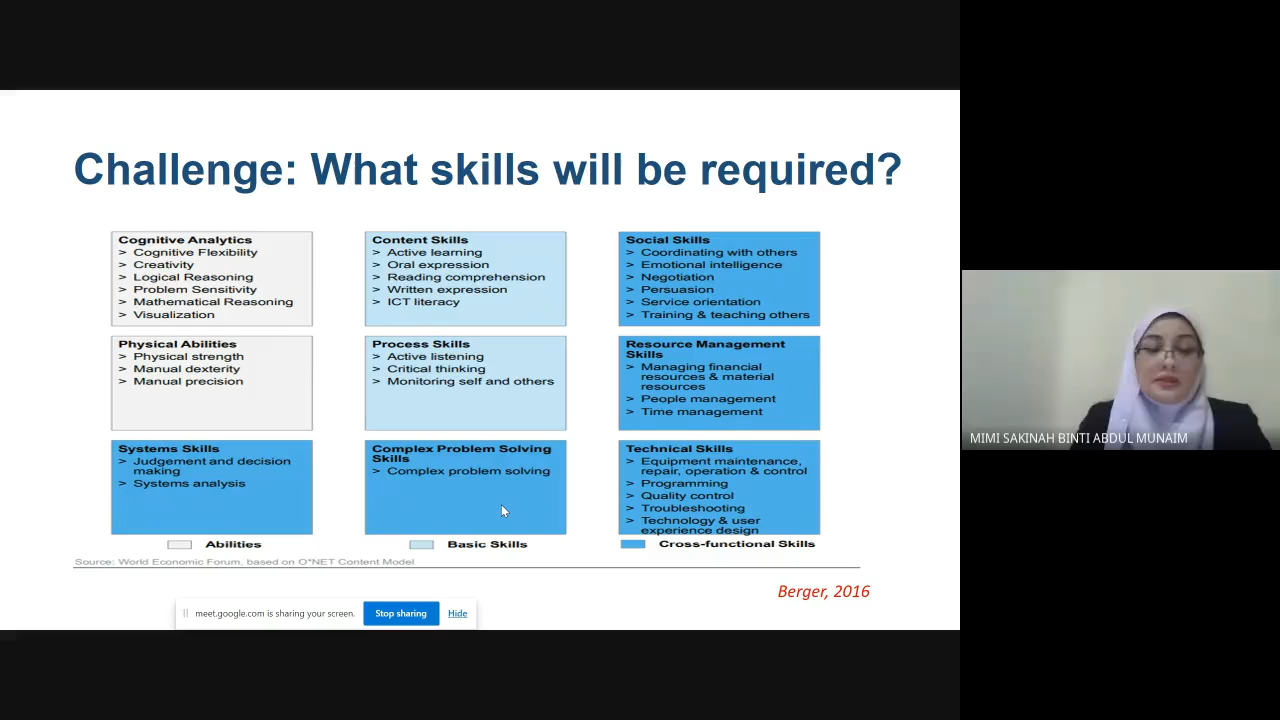 Challenge: What skills will be required?
Cognitive Analytics
> Cognitive Flexibility
> Creativity
> Logical Reasoning
> Problem Sensitivity
> Mathematical Reasoning
> Visualization
Content Skills
> Active learning
> Oral expression
> Reading comprehension
> Written expression
> ICT literacy
Social Skills
> Coordinating with others
> Emotional intelligence
> Negotiation
> Persuasion
> Service orientation
> Training & teaching others
Physical Abilities
> Physical strength
> Manual dexterity
> Manual precision
Process Skills
> Active listening
> Critical thinking
> Monitoring self and others
Resource Management
Skills
> Managing financial
resources & material
resources
> People management
> Time management
Systems Skills
> Judgement and decision
making
> Systems analysis
Complex Problem Solving
Skills
> Complex problem solving
Technical Skills
> Equipment maintenance,
repair, operation & control
> Programming
> Quality control
> Troubleshooting
> Technology & user
experience design
Abilities
Basic Skills
Cross-functional Skills
Source: World Economic Forum, based on O*NET Content Model
Berger, 2016
meet.google.com is sharing your screen.
Stop sharing
Hide
MIMI SAKINAH BINTI ABDUL MUNAIM